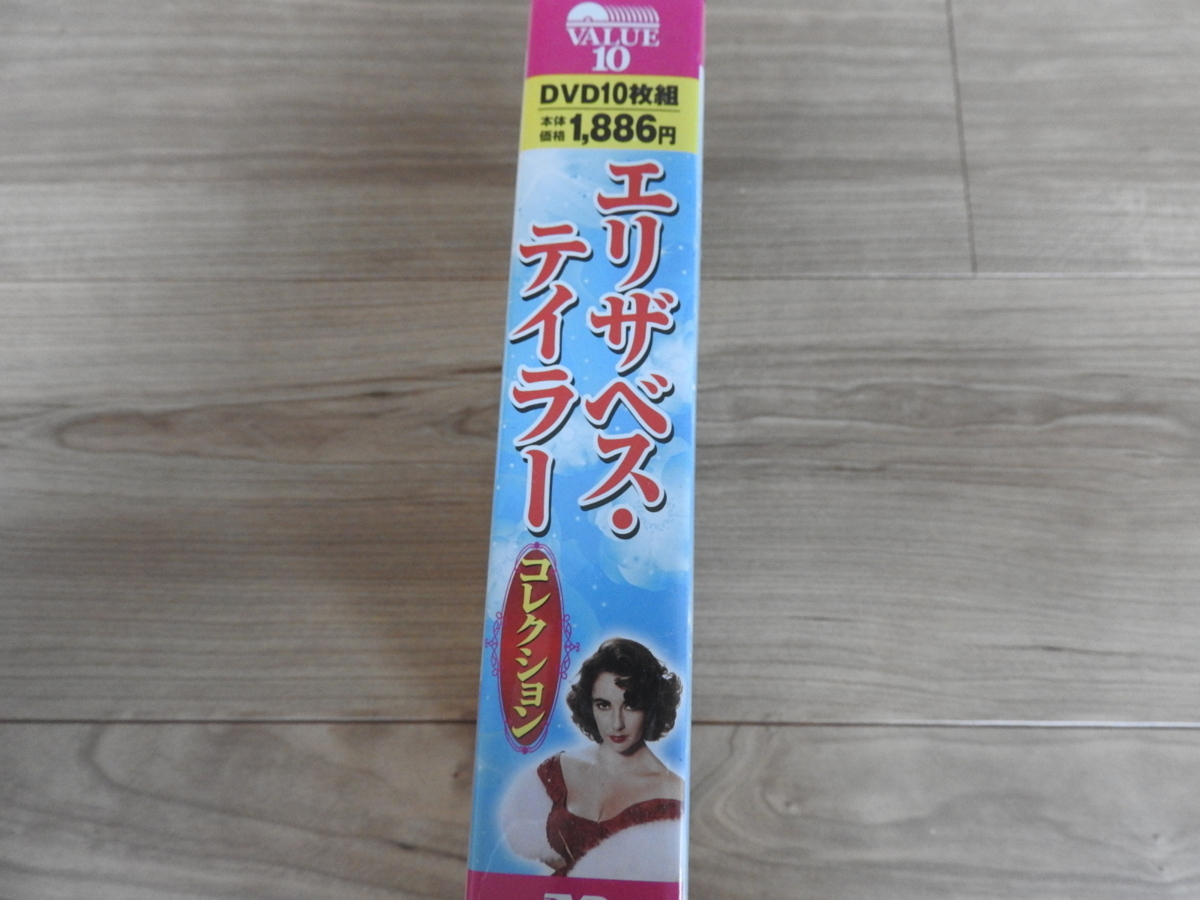 VALUE
10
DVD10枚組
本体
価格 1,886円
エリザベス・
テイラー
コレクション